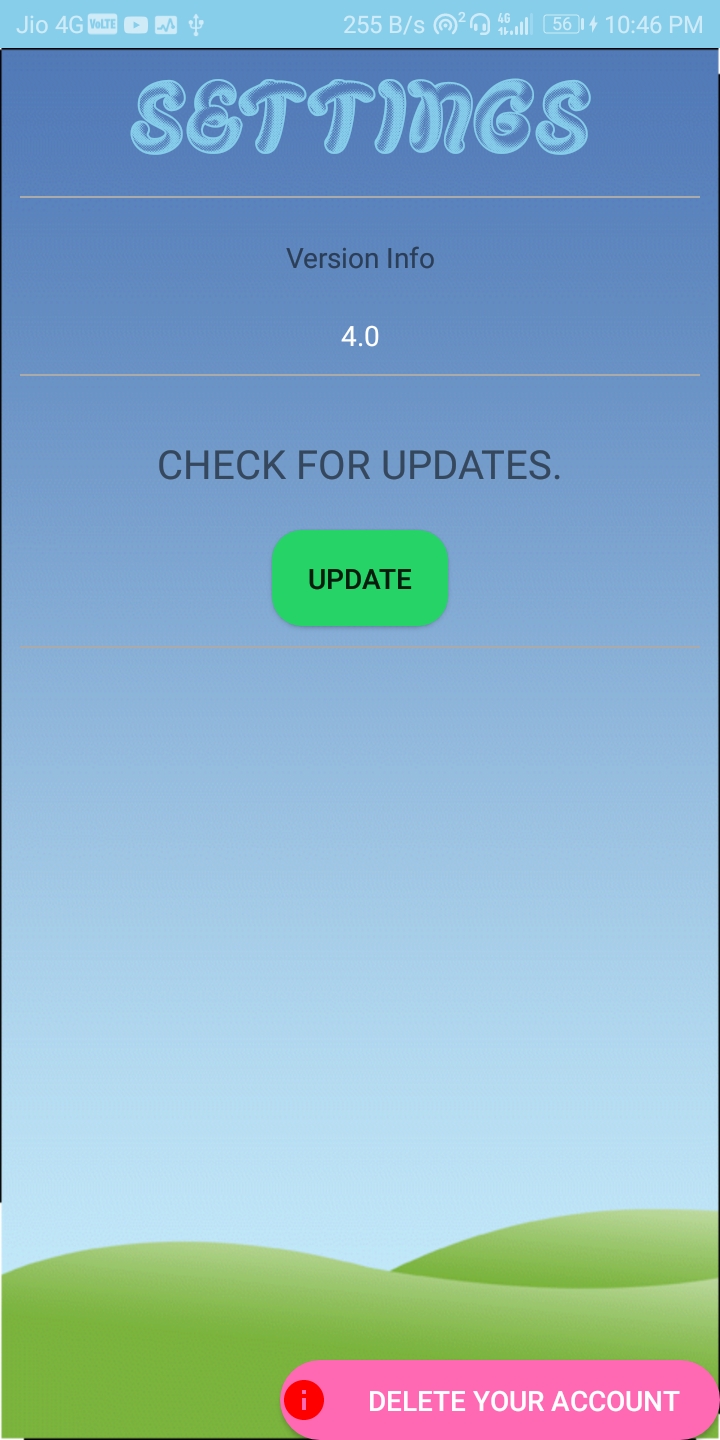 Jio 4G VoLTE 255 B/s 2 4G 56 10:46 PM
SETTINGS
Version Info
4.0
CHECK FOR UPDATES.
UPDATE
i DELETE YOUR ACCOUNT